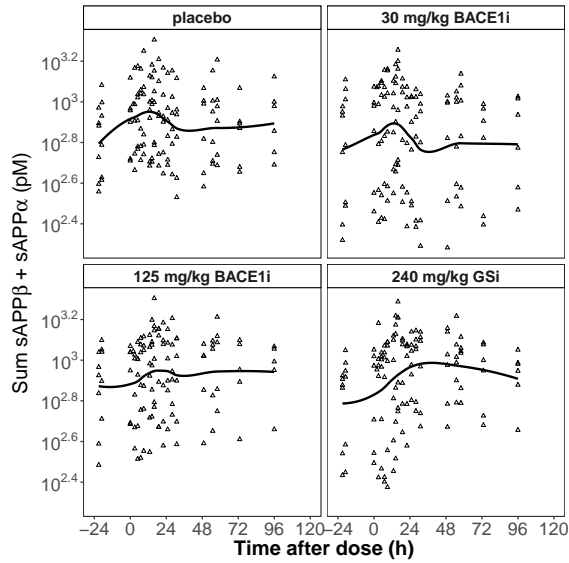 placebo
30 mg/kg BACE1i
10^3.2
10^3
10^2.8
10^2.6
10^2.4
125 mg/kg BACE1i
240 mg/kg GSi
10^3.2
10^3
10^2.8
10^2.6
10^2.4
Sum sAPPβ + sAPPα (pM)
−24 0 24 48 72 96 120 −24 0 24 48 72 96 120
Time after dose (h)